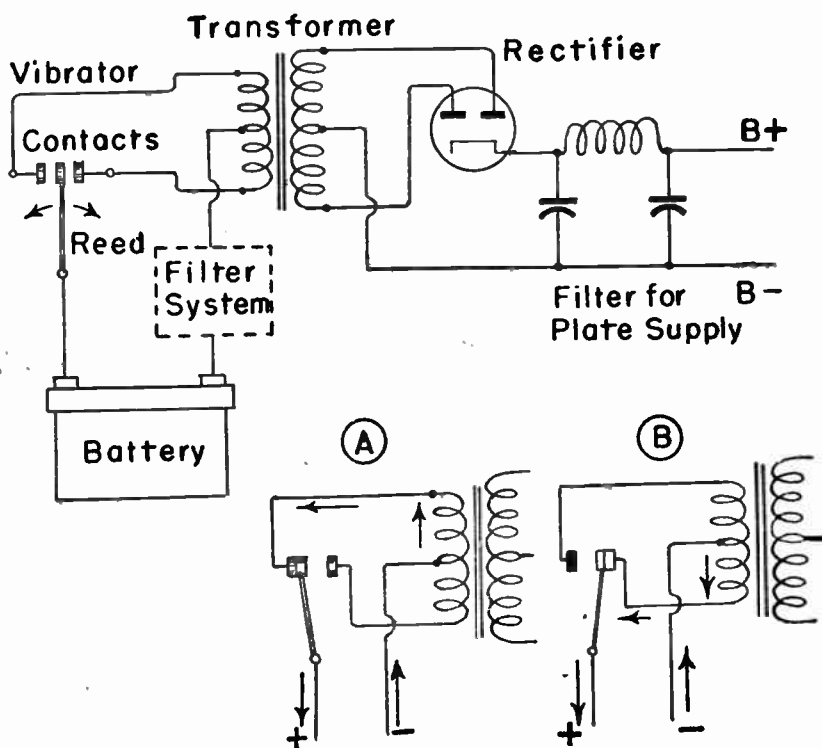 Transformer
Rectifier
Vibrator
Contacts
B+
Reed
Filter
System
Filter for
Plate Supply
B-
Battery
A
B
+
-
+
-